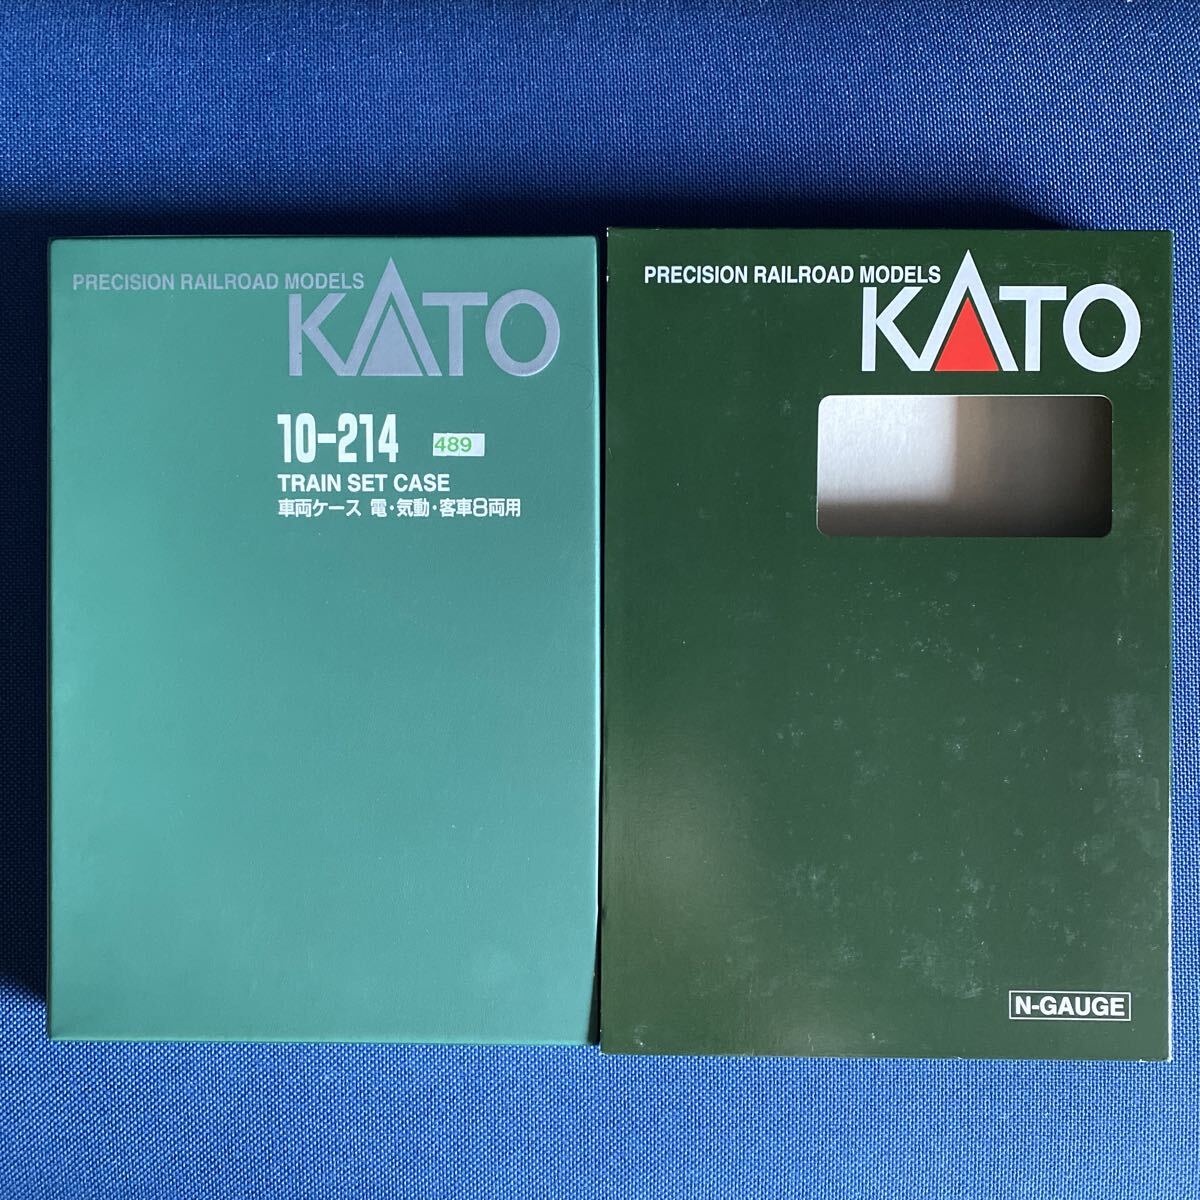 PRECISION RAILROAD MODELS
KATO
10-214
489
TRAIN SET CASE
車両ケース 電・気動・客車8両用
PRECISION RAILROAD MODELS
KATO
N-GAUGE